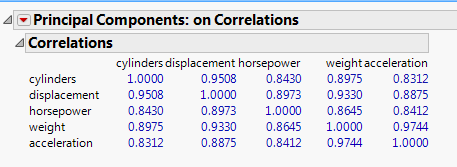 Principal Components: on Correlations
Correlations
cylinders displacement horsepower weight acceleration
cylinders 1.0000 0.9508 0.8430 0.8975 0.8312
displacement 0.9508 1.0000 0.8973 0.9330 0.8875
horsepower 0.8430 0.8973 1.0000 0.8645 0.8412
weight 0.8975 0.9330 0.8645 1.0000 0.9744
acceleration 0.8312 0.8875 0.8412 0.9744 1.0000